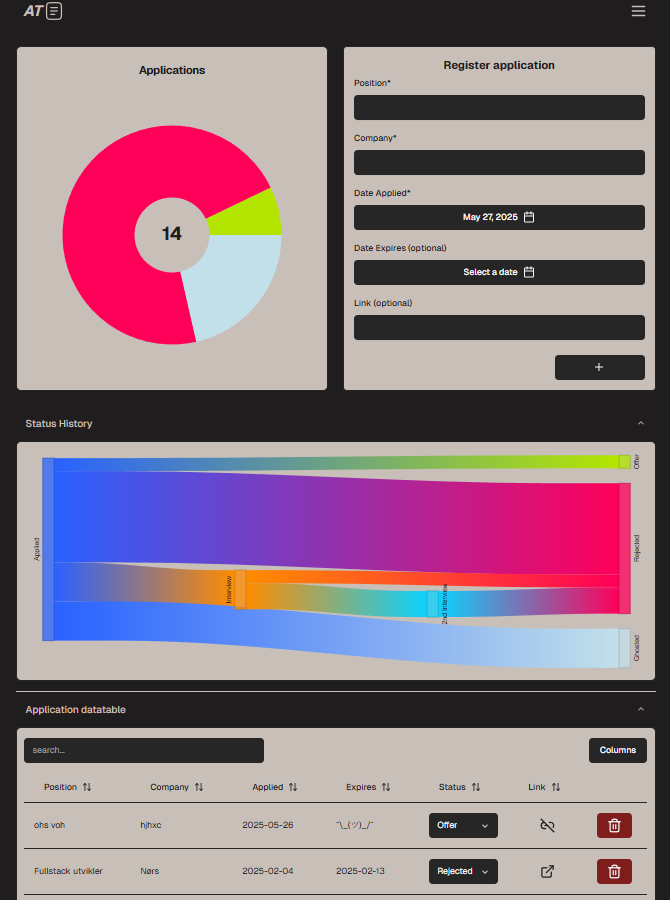 AT
Applications
14
Register application
Position*
Company*
Date Applied*
May 27, 2025
Date Expires (optional)
Select a date
Link (optional)
+
Status History
Applied
Interview
2nd Interview
Offer
Rejected
Ghosted
Application datatable
search...
Columns
Position Company Applied Expires Status Link
ohs voh hjhxc 2025-05-26 ¯\_(ツ)_/¯ Offer
Fullstack utvikler Nørs 2025-02-04 2025-02-13 Rejected